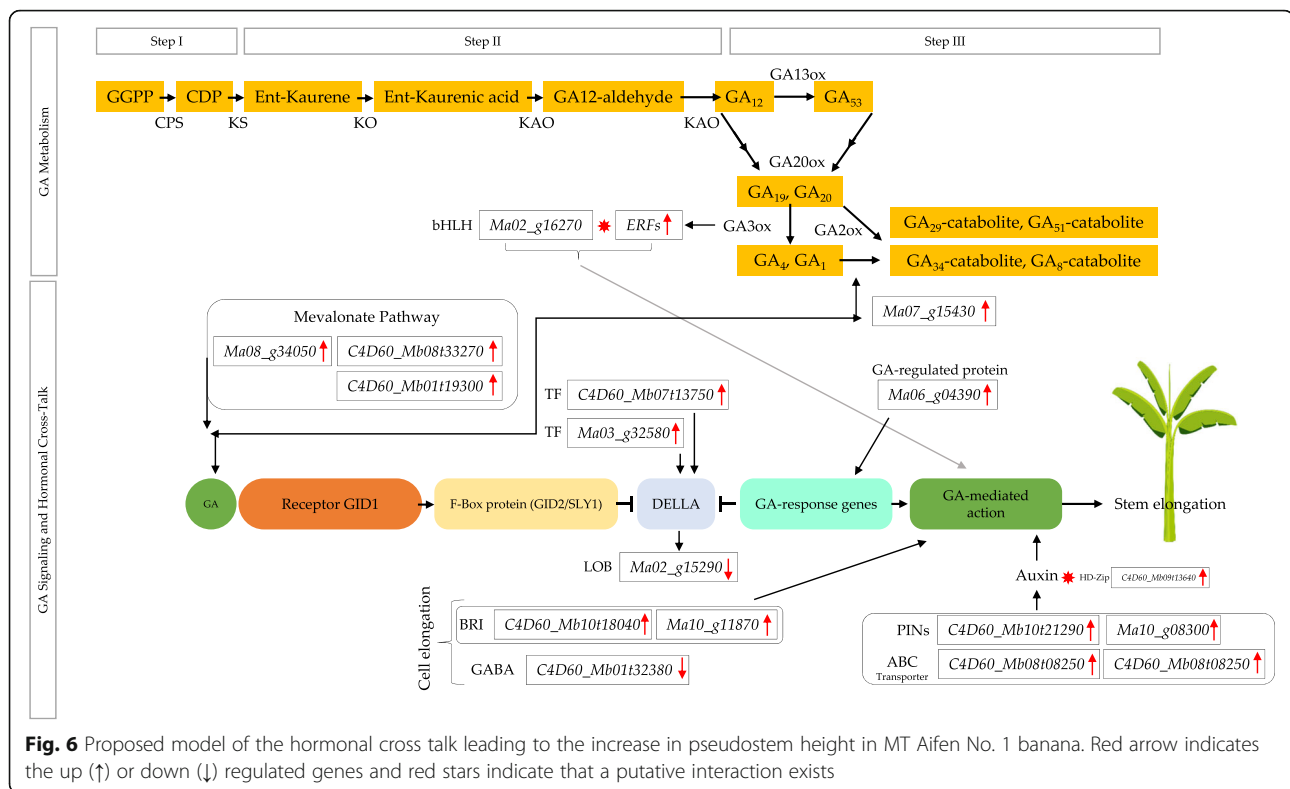 Step I
Step II
Step III
GA Metabolism
GA13ox
GGPP
CDP
Ent-Kaurene
Ent-Kaurenic acid
GA12-aldehyde
GA12
GA53
CPS
KS
KO
KAO
KAO
GA20ox
GA19, GA20
bHLH
Ma02_g16270
ERFs
GA3ox
GA2ox
GA29-catabolite, GA51-catabolite
GA4, GA1
GA34-catabolite, GA8-catabolite
GA Signaling and Hormonal Cross-Talk
Mevalonate Pathway
Ma08_g34050
C4D60_Mb08t33270
C4D60_Mb01t19300
Ma07_g15430
GA-regulated protein
Ma06_g04390
TF
C4D60_Mb07t13750
TF
Ma03_g32580
GA
Receptor GID1
F-Box protein (GID2/SLY1)
DELLA
GA-response genes
GA-mediated
action
Stem elongation
LOB
Ma02_g15290
Auxin
HD-Zip
C4D60_Mb09t13640
Cell elongation
BRI
C4D60_Mb10t18040
Ma10_g11870
GABA
C4D60_Mb01t32380
PINs
C4D60_Mb10t21290
Ma10_g08300
ABC
Transporter
C4D60_Mb08t08250
C4D60_Mb08t08250
Fig. 6 Proposed model of the hormonal cross talk leading to the increase in pseudostem height in MT Aifen No. 1 banana. Red arrow indicates
the up (↑) or down (↓) regulated genes and red stars indicate that a putative interaction exists